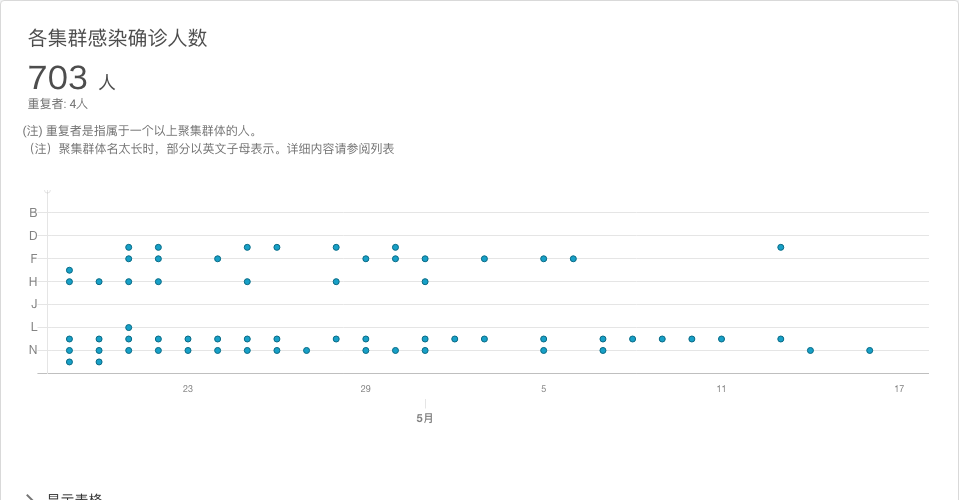 各集群感染确诊人数
703 人
重复者: 4人
(注) 重复者是指属于一个以上聚集群体的人。
（注）聚集群体名太长时，部分以英文子母表示。详细内容请参阅列表
B
D
F
H
J
L
N
23 29 5 11 17
5月
显示表格